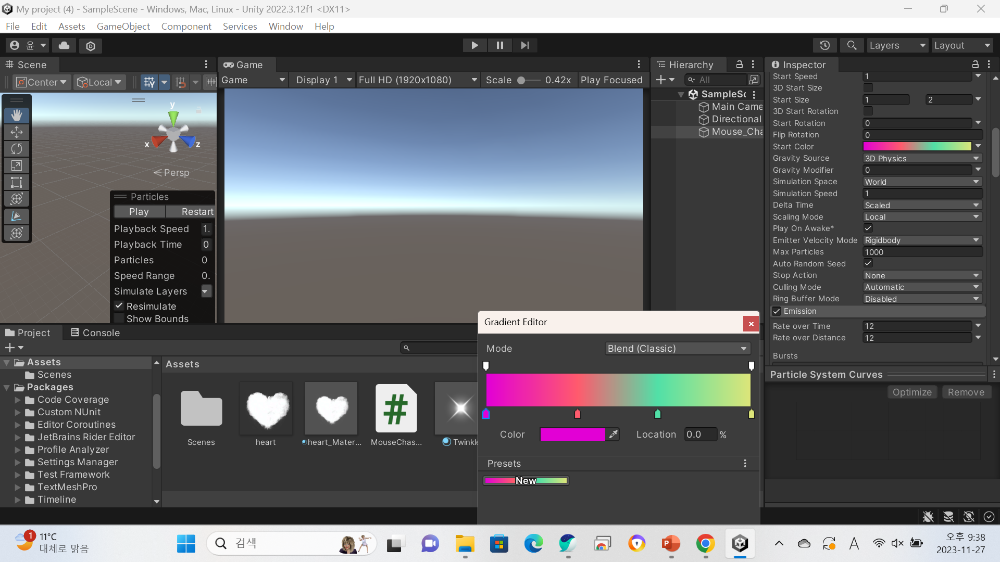 My project (4) - SampleScene - Windows, Mac, Linux - Unity 2022.3.12f1 <DX11>
File Edit Assets GameObject Component Services Window Help
윤
Layers Layout
Scene
Center Local
y
x z
Persp
Particles
Play Restart
Playback Speed 1.
Playback Time 0
Particles 0
Speed Range 0.
Simulate Layers
Resimulate
Show Bounds
Game
Game Display 1 Full HD (1920x1080) Scale 0.42x Play Focused
Hierarchy
All
SampleSc
Main Came
Directional
Mouse_Cha
Inspector
Start Speed 1
3D Start Size
Start Size 1 2
3D Start Rotation
Start Rotation 0
Flip Rotation 0
Start Color
Gravity Source 3D Physics
Gravity Modifier 0
Simulation Space World
Simulation Speed 1
Delta Time Scaled
Scaling Mode Local
Play On Awake*
Emitter Velocity Mode Rigidbody
Max Particles 1000
Auto Random Seed
Stop Action None
Culling Mode Automatic
Ring Buffer Mode Disabled
Emission
Rate over Time 12
Rate over Distance 12
Bursts
Particle System Curves
Optimize Remove
Project Console
Assets
Scenes
Packages
Code Coverage
Custom NUnit
Editor Coroutines
JetBrains Rider Editor
Profile Analyzer
Settings Manager
Test Framework
TextMeshPro
Timeline
Assets
#
Scenes heart heart_Mater... MouseChas... Twinkle
Gradient Editor
Mode Blend (Classic)
Color Location 0.0 %
Presets
New
1 11°C
대체로 맑음
검색
A
오후 9:38
2023-11-27